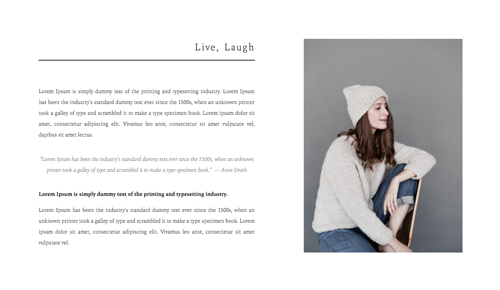 Live, Laugh
Lorem Ipsum is simply dummy text of the printing and typesetting industry. Lorem Ipsum
has been the industry's standard dummy text ever since the 1500s, when an unknown printer
took a galley of type and scrambled it to make a type specimen book. Lorem ipsum dolor sit
amet, consectetur adipiscing elit. Vivamus leo ante, consectetur sit amet vulputate vel,
dapibus sit amet lectus.
"Lorem Ipsum has been the industry's standard dummy text ever since the 1500s, when an unknown
printer took a galley of type and scrambled it to make a type specimen book." — Anne Smith
Lorem Ipsum is simply dummy text of the printing and typesetting industry.
Lorem Ipsum has been the industry's standard dummy text ever since the 1500s, when an
unknown printer took a galley of type and scrambled it to make a type specimen book. Lorem
ipsum dolor sit amet, consectetur adipiscing elit. Vivamus leo ante, consectetur sit amet
vulputate vel.